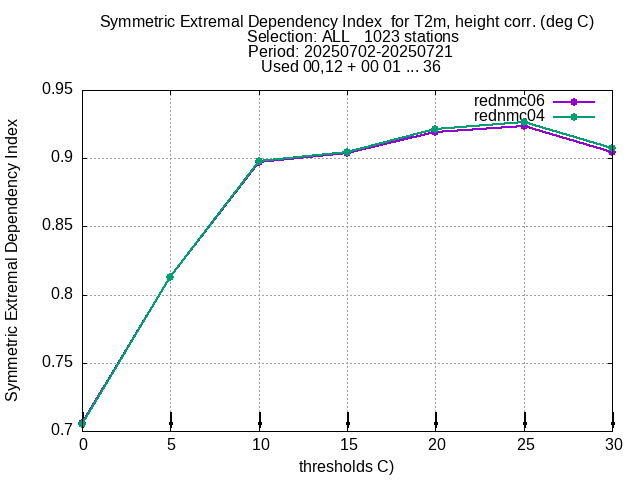 Symmetric Extremal Dependency Index  for T2m, height corr. (deg C)
Selection: ALL   1023 stations
Period: 20250702-20250721
Used 00,12 + 00 01 ... 36
rednmc06
rednmc04
Symmetric Extremal Dependency Index
0.95
0.9
0.85
0.8
0.75
0.7
0 5 10 15 20 25 30
thresholds C)